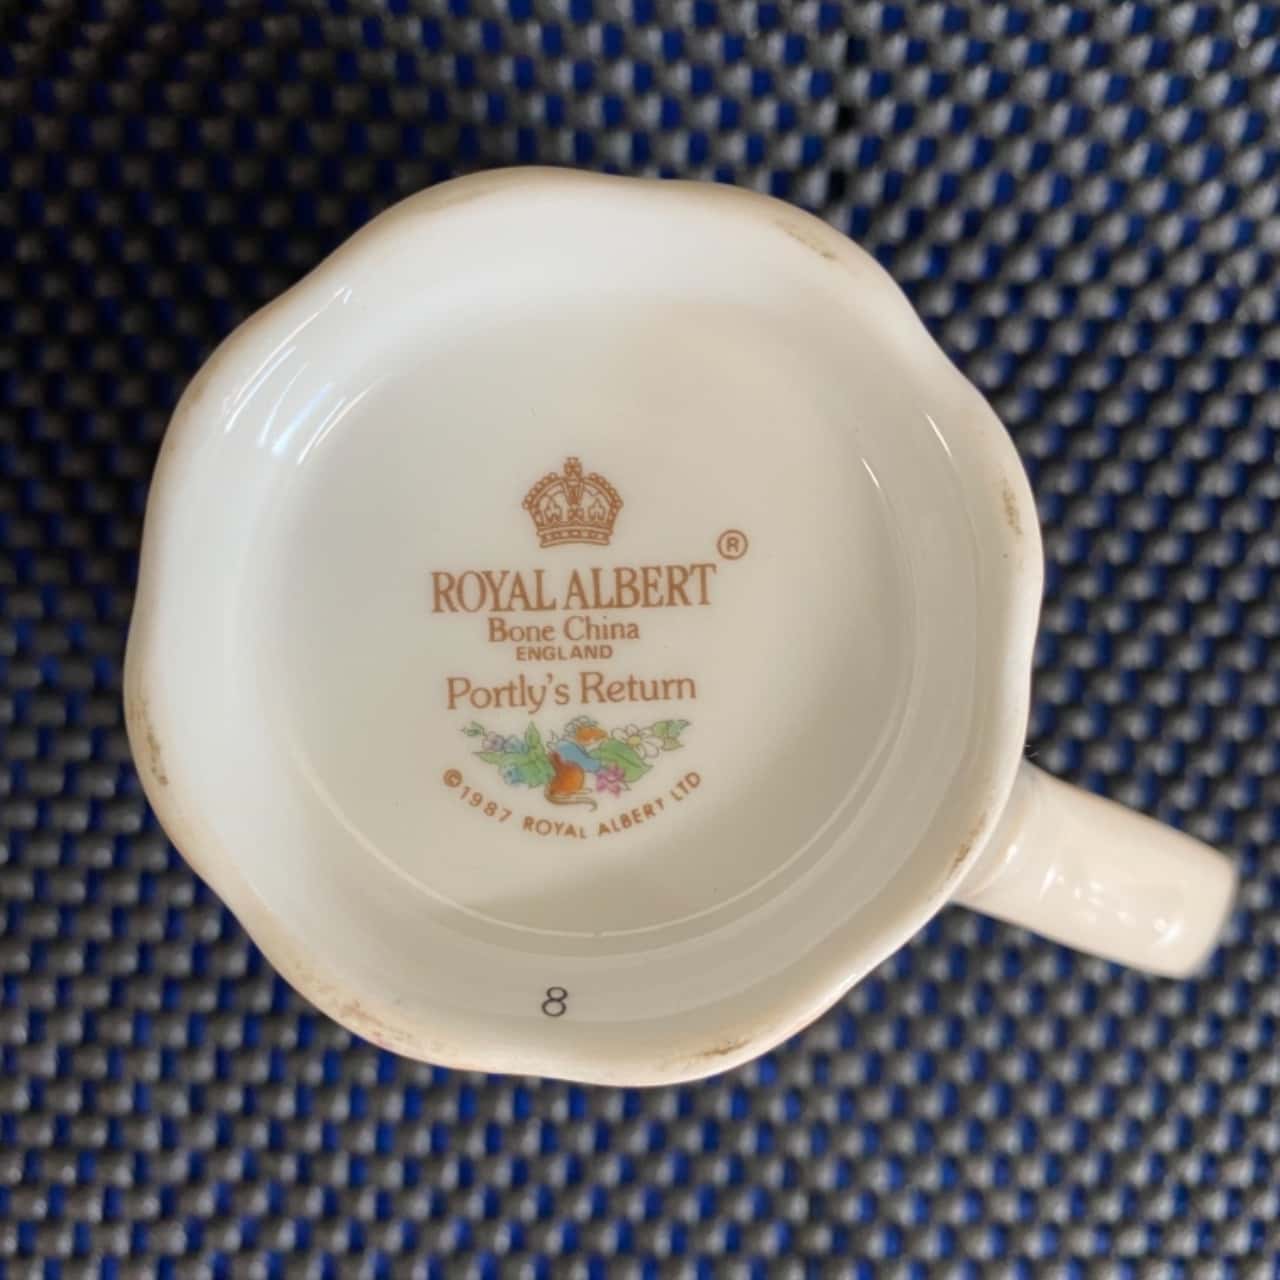 ROYAL ALBERT ®
Bone China
ENGLAND
Portly's Return
©1987 ROYAL ALBERT LTD
8